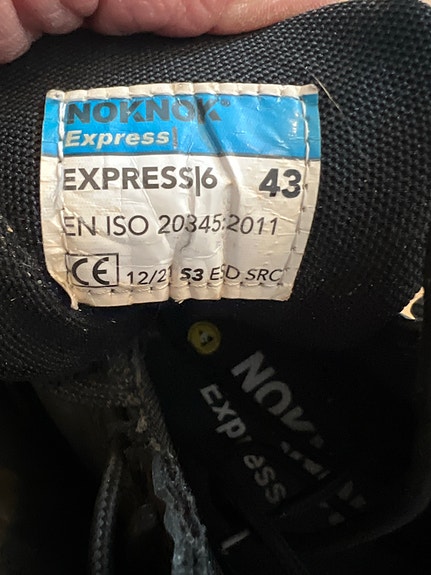 NOKNOK®
Express!
EXPRESS|6 43
EN ISO 20345:2011
CE 12/21 S3 ESD SRC
NOKNOK
Express